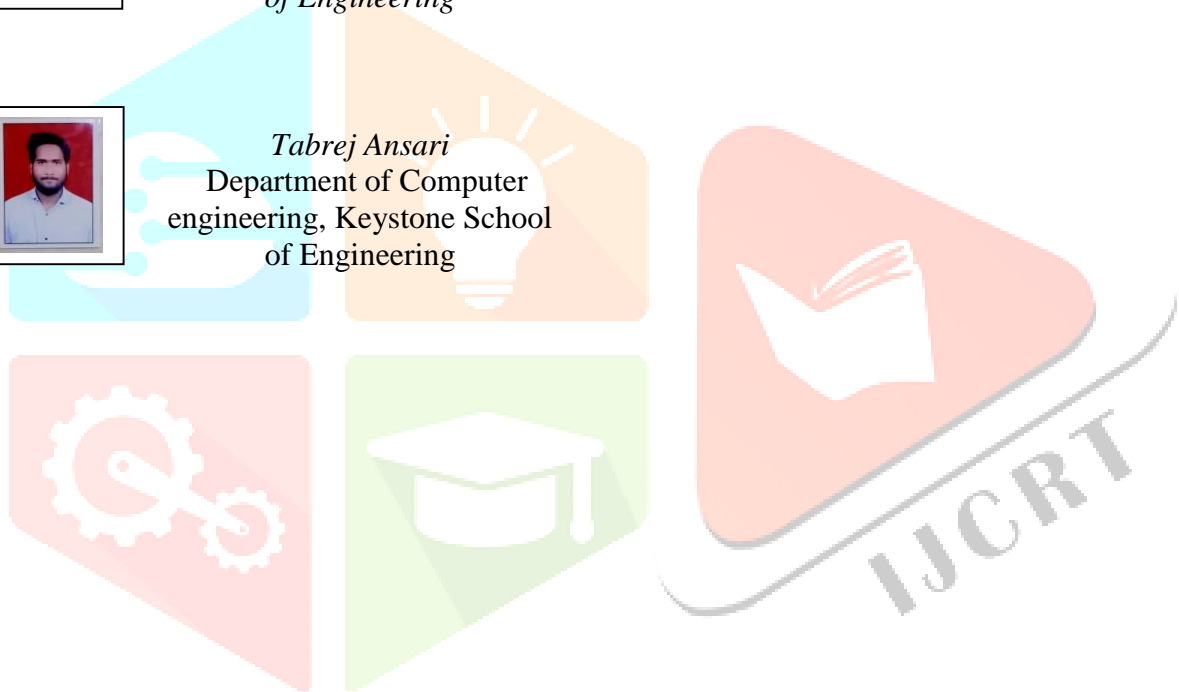 of Engineering
Tabrej Ansari
Department of Computer
engineering, Keystone School
of Engineering
IJCRT